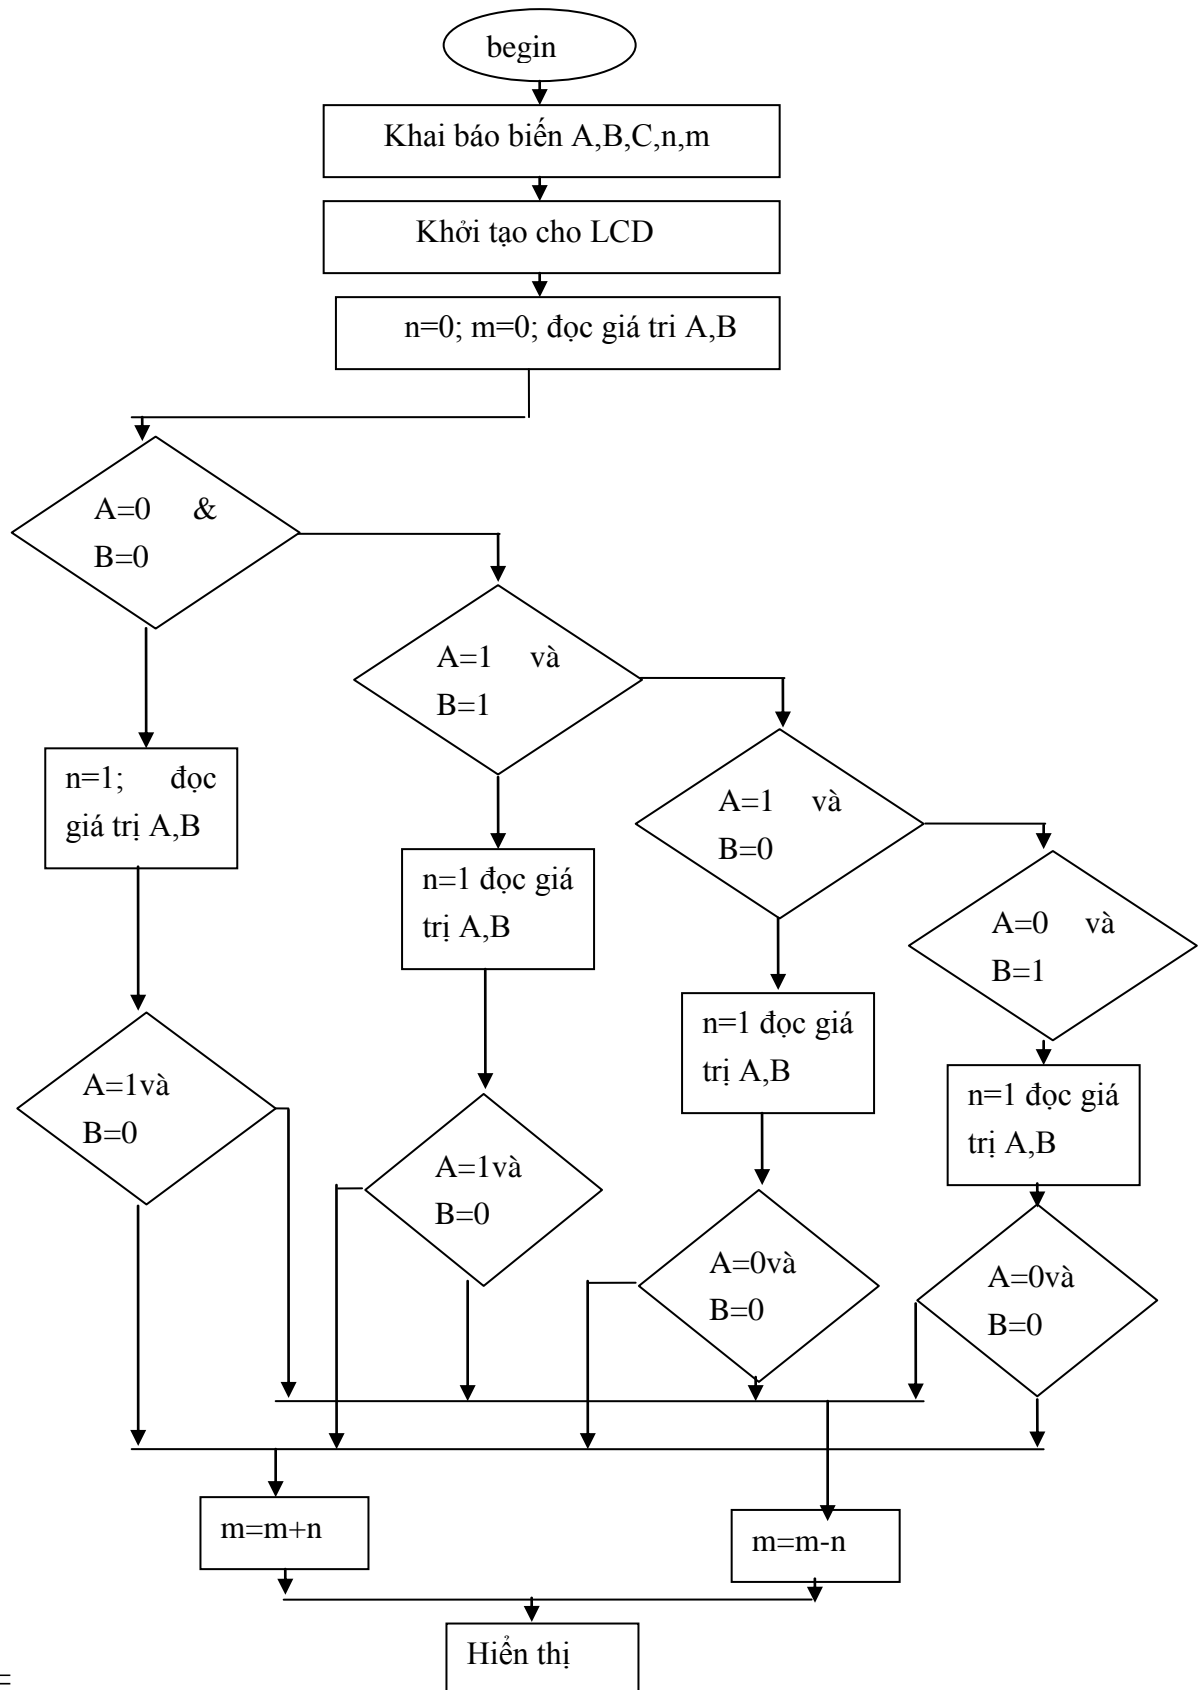 begin
Khai báo biến A,B,C,n,m
Khởi tạo cho LCD
n=0; m=0; đọc giá tri A,B
A=0 &
B=0
A=1 và
B=1
A=1 và
B=0
A=0 và
B=1
n=1; đọc
giá trị A,B
n=1 đọc giá
trị A,B
n=1 đọc giá
trị A,B
n=1 đọc giá
trị A,B
A=1và
B=0
A=1và
B=0
A=0và
B=0
A=0và
B=0
m=m+n
m=m-n
Hiển thị
=